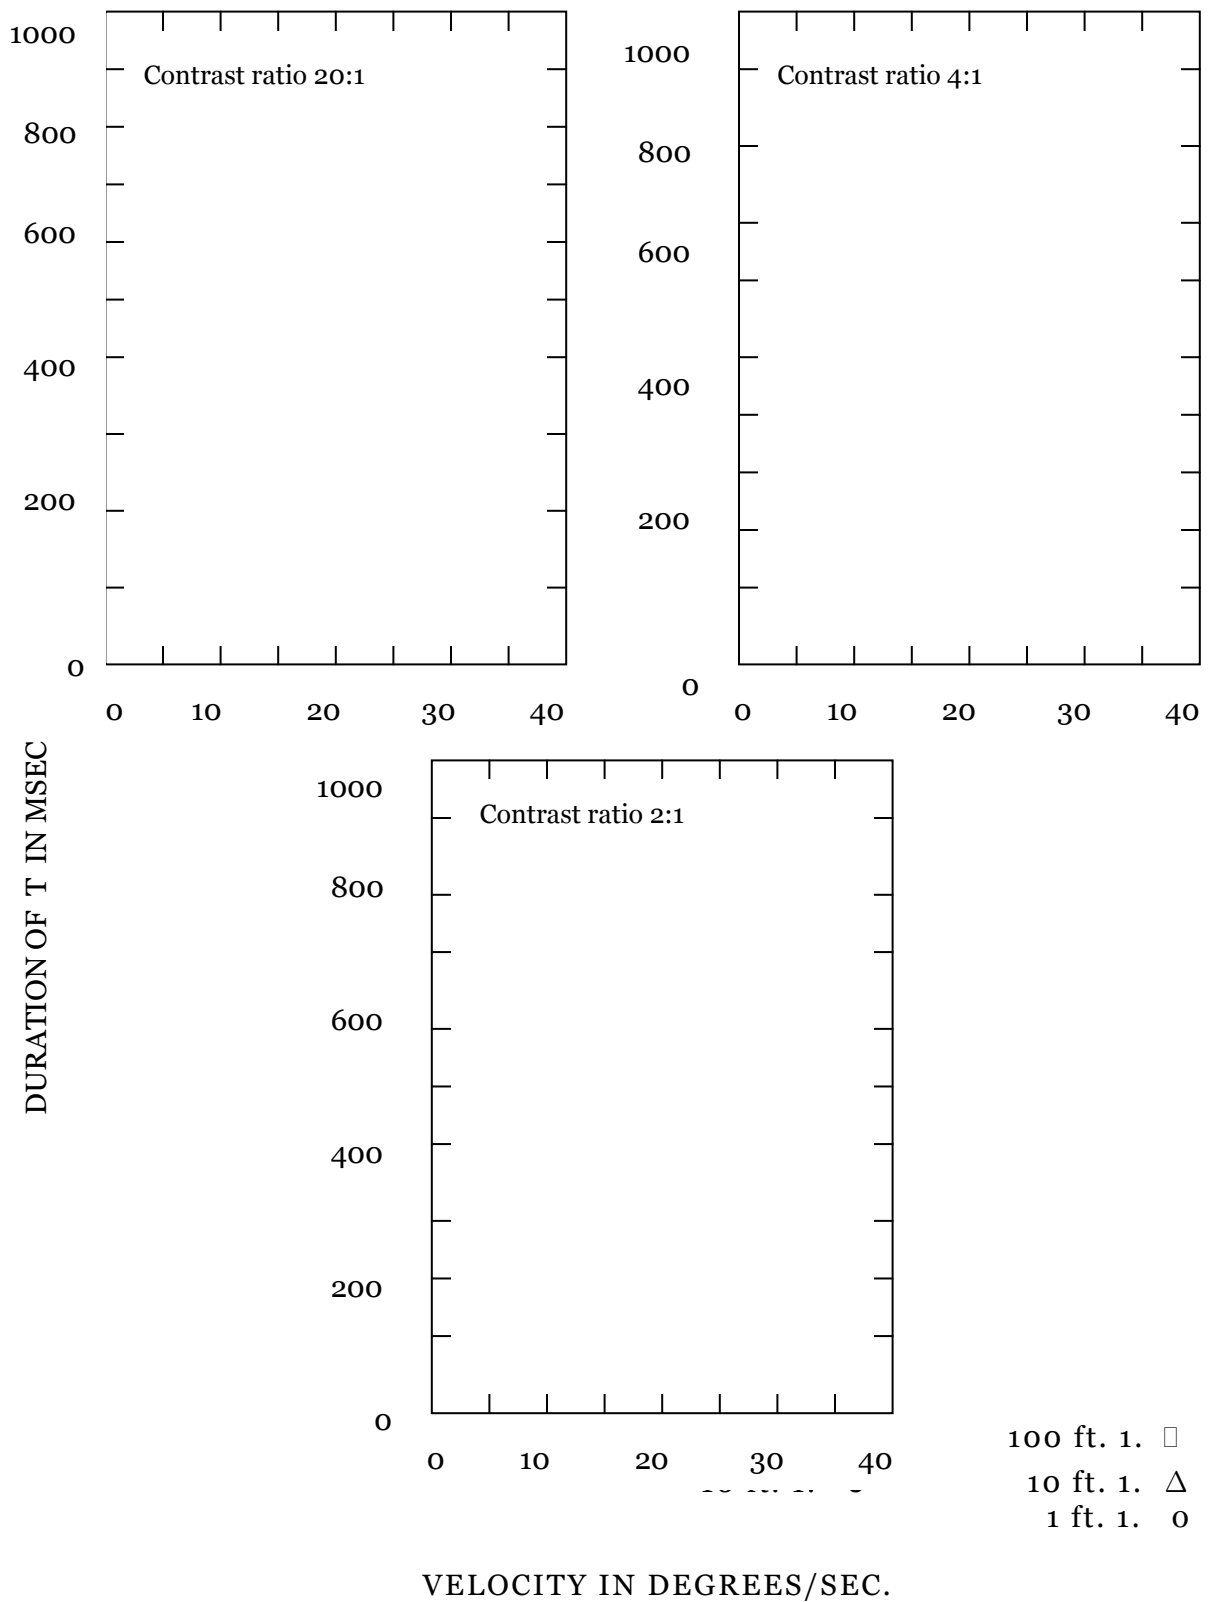 1000
Contrast ratio 20:1
800
600
400
200
0
0 10 20 30 40
1000
Contrast ratio 4:1
800
600
400
200
0
0 10 20 30 40
DURATION OF T IN MSEC
1000
Contrast ratio 2:1
800
600
400
200
0
0 10 20 30 40
100 ft. 1. □
10 ft. 1. Δ
1 ft. 1. o
VELOCITY IN DEGREES/SEC.